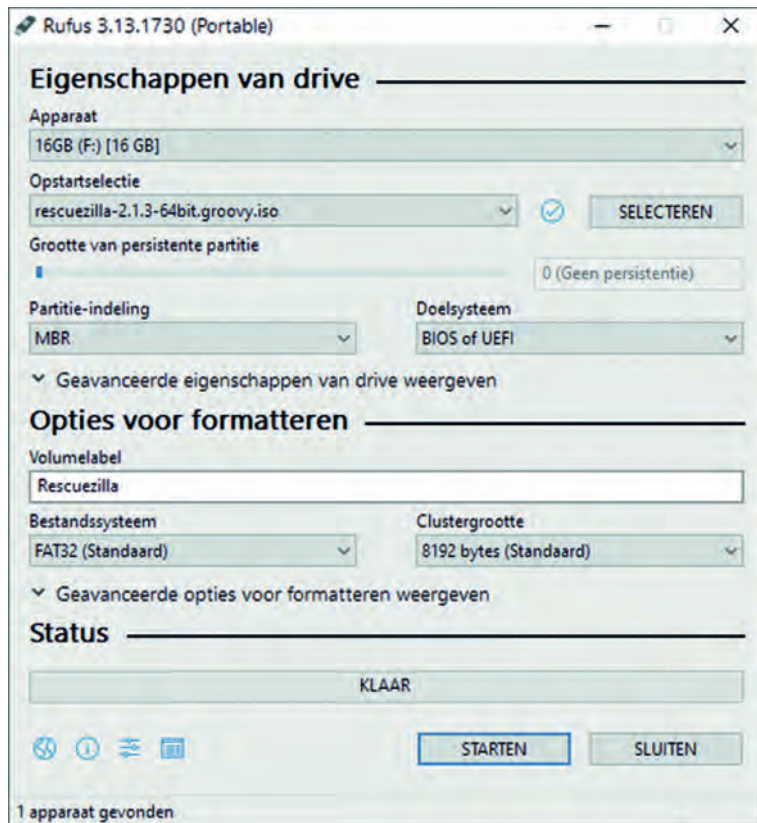 Rufus 3.13.1730 (Portable)
Eigenschappen van drive
Apparaat
16GB (F:) [16 GB]
Opstartselectie
rescuezilla-2.1.3-64bit.groovy.iso
SELECTEREN
Grootte van persistente partitie
0 (Geen persistentie)
Partitie-indeling
Doelsysteem
MBR
BIOS of UEFI
Geavanceerde eigenschappen van drive weergeven
Opties voor formatteren
Volumelabel
Rescuezilla
Bestandssysteem
Clustergrootte
FAT32 (Standaard)
8192 bytes (Standaard)
Geavanceerde opties voor formatteren weergeven
Status
KLAAR
STARTEN
SLUITEN
1 apparaat gevonden